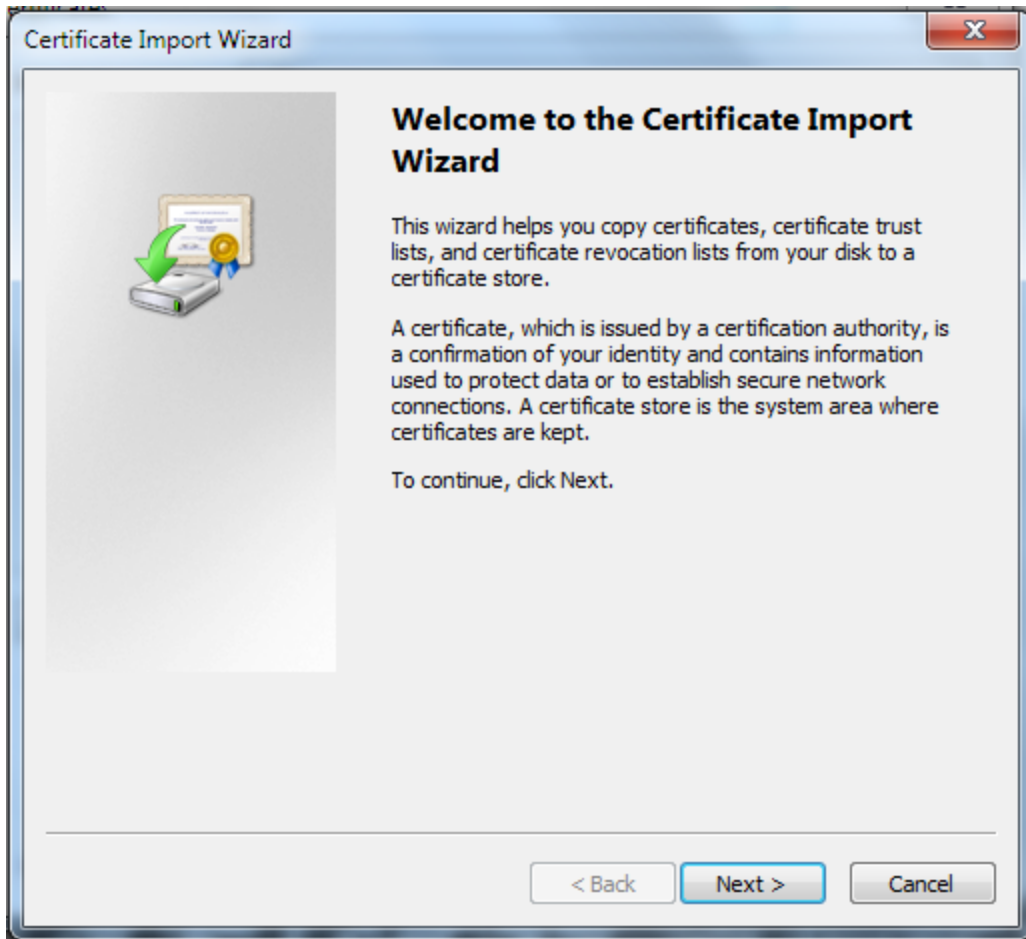 Certificate Import Wizard
Welcome to the Certificate Import
Wizard
This wizard helps you copy certificates, certificate trust
lists, and certificate revocation lists from your disk to a
certificate store.
A certificate, which is issued by a certification authority, is
a confirmation of your identity and contains information
used to protect data or to establish secure network
connections. A certificate store is the system area where
certificates are kept.
To continue, click Next.
< Back
Next >
Cancel